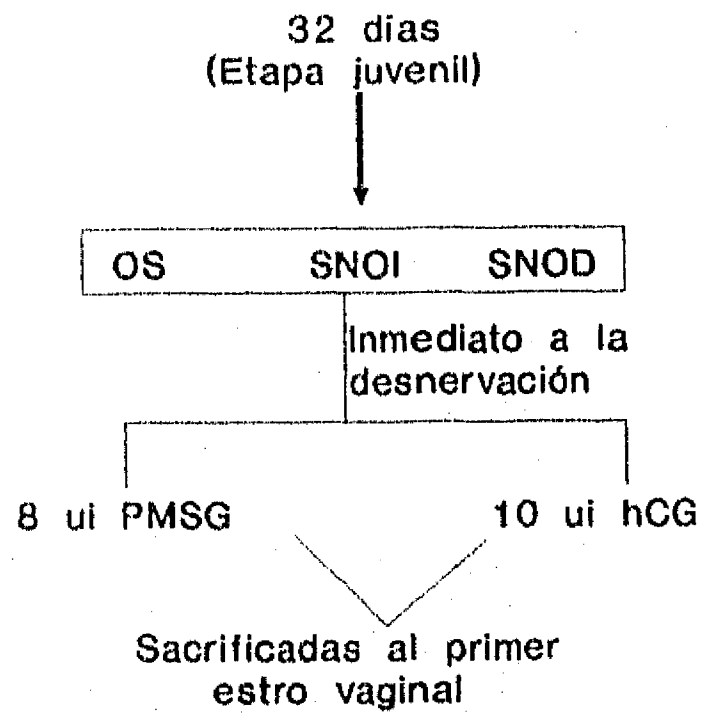 32 dias
(Etapa juvenil)
OS SNOI SNOD
Inmediato a la
desnervación
8 ui PMSG 10 ui hCG
Sacrificadas al primer
estro vaginal